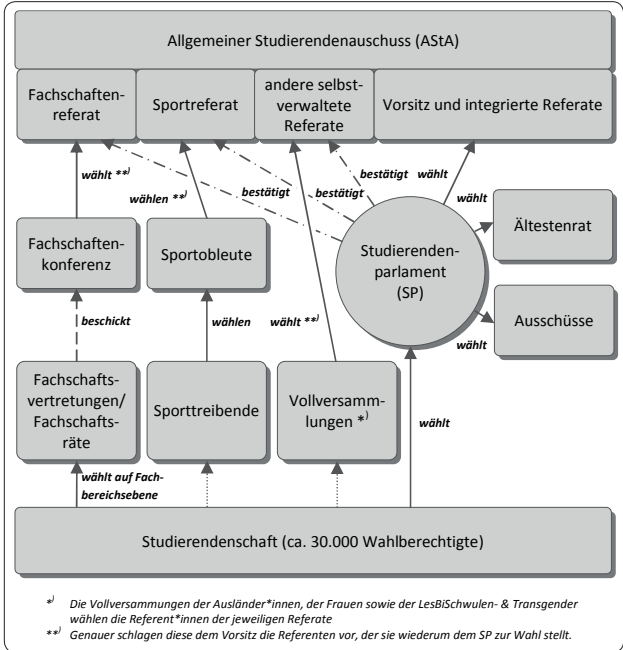 Allgemeiner Studierendenauschuss (AStA)
Fachschaften-
referat
Sportreferat
andere selbst-
verwaltete
Referate
Vorsitz und integrierte Referate
wählt **)
wählen **)
bestätigt
bestätigt
bestätigt
wählt
wählt
Fachschaften-
konferenz
Sportobleute
Studierenden-
parlament
(SP)
Ältestenrat
Ausschüsse
wählt
beschickt
wählen
wählt **)
Fachschafts-
vertretungen/
Fachschafts-
räte
Sporttreibende
Vollversamm-
lungen *)
wählt
wählt auf Fach-
bereichsebene
Studierendenschaft (ca. 30.000 Wahlberechtigte)
*) Die Vollversammungen der Ausländer*innen, der Frauen sowie der LesBiSchwulen- & Transgender
wählen die Referent*innen der jeweiligen Referate
**) Genauer schlagen diese dem Vorsitz die Referenten vor, der sie wiederum dem SP zur Wahl stellt.